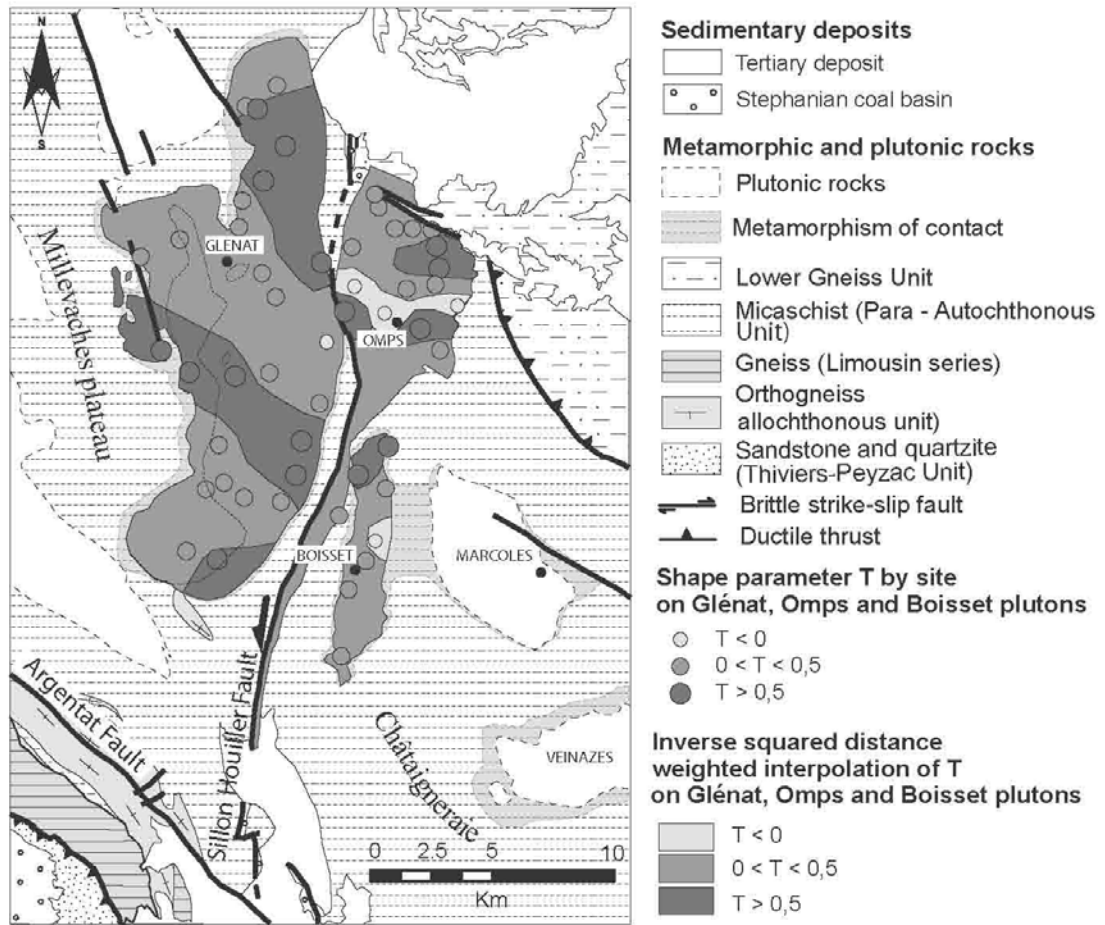 N
S
GLENAT
OMPS
BOISSET
MARCOLES
VEINAZES
Millevaches plateau
Argentat Fault
Sillon Houiller Fault
Châtaigneraie
0 2.5 5 10
Km
Sedimentary deposits
Tertiary deposit
Stephanian coal basin
Metamorphic and plutonic rocks
Plutonic rocks
Metamorphism of contact
Lower Gneiss Unit
Micaschist (Para - Autochthonous
Unit)
Gneiss (Limousin series)
Orthogneiss
allochthonous unit)
Sandstone and quartzite
(Thiviers-Peyzac Unit)
Brittle strike-slip fault
Ductile thrust
Shape parameter T by site
on Glénat, Omps and Boisset plutons
T < 0
0 < T < 0,5
T > 0,5
Inverse squared distance
weighted interpolation of T
on Glénat, Omps and Boisset plutons
T < 0
0 < T < 0,5
T > 0,5